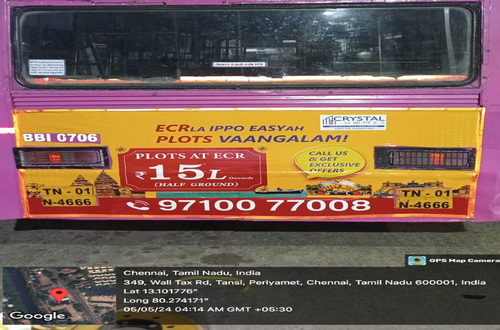 CRYSTAL
HOMES
ECR LA IPPO EASYAH
PLOTS VAANGALAM!
BBI 0706
PLOTS AT ECR
₹15L Onwards
(HALF GROUND)
CALL US
& GET
EXCLUSIVE
OFFERS
TN - 01
N-4666
TN - 01
N-4666
97100 77008
GPS Map Camera
Chennai, Tamil Nadu, India
349, Wall Tax Rd, Tansi, Periyamet, Chennai, Tamil Nadu 600001, India
Lat 13.101776°
Long 80.274171°
05/05/24 04:14 AM GMT +05:30
Google